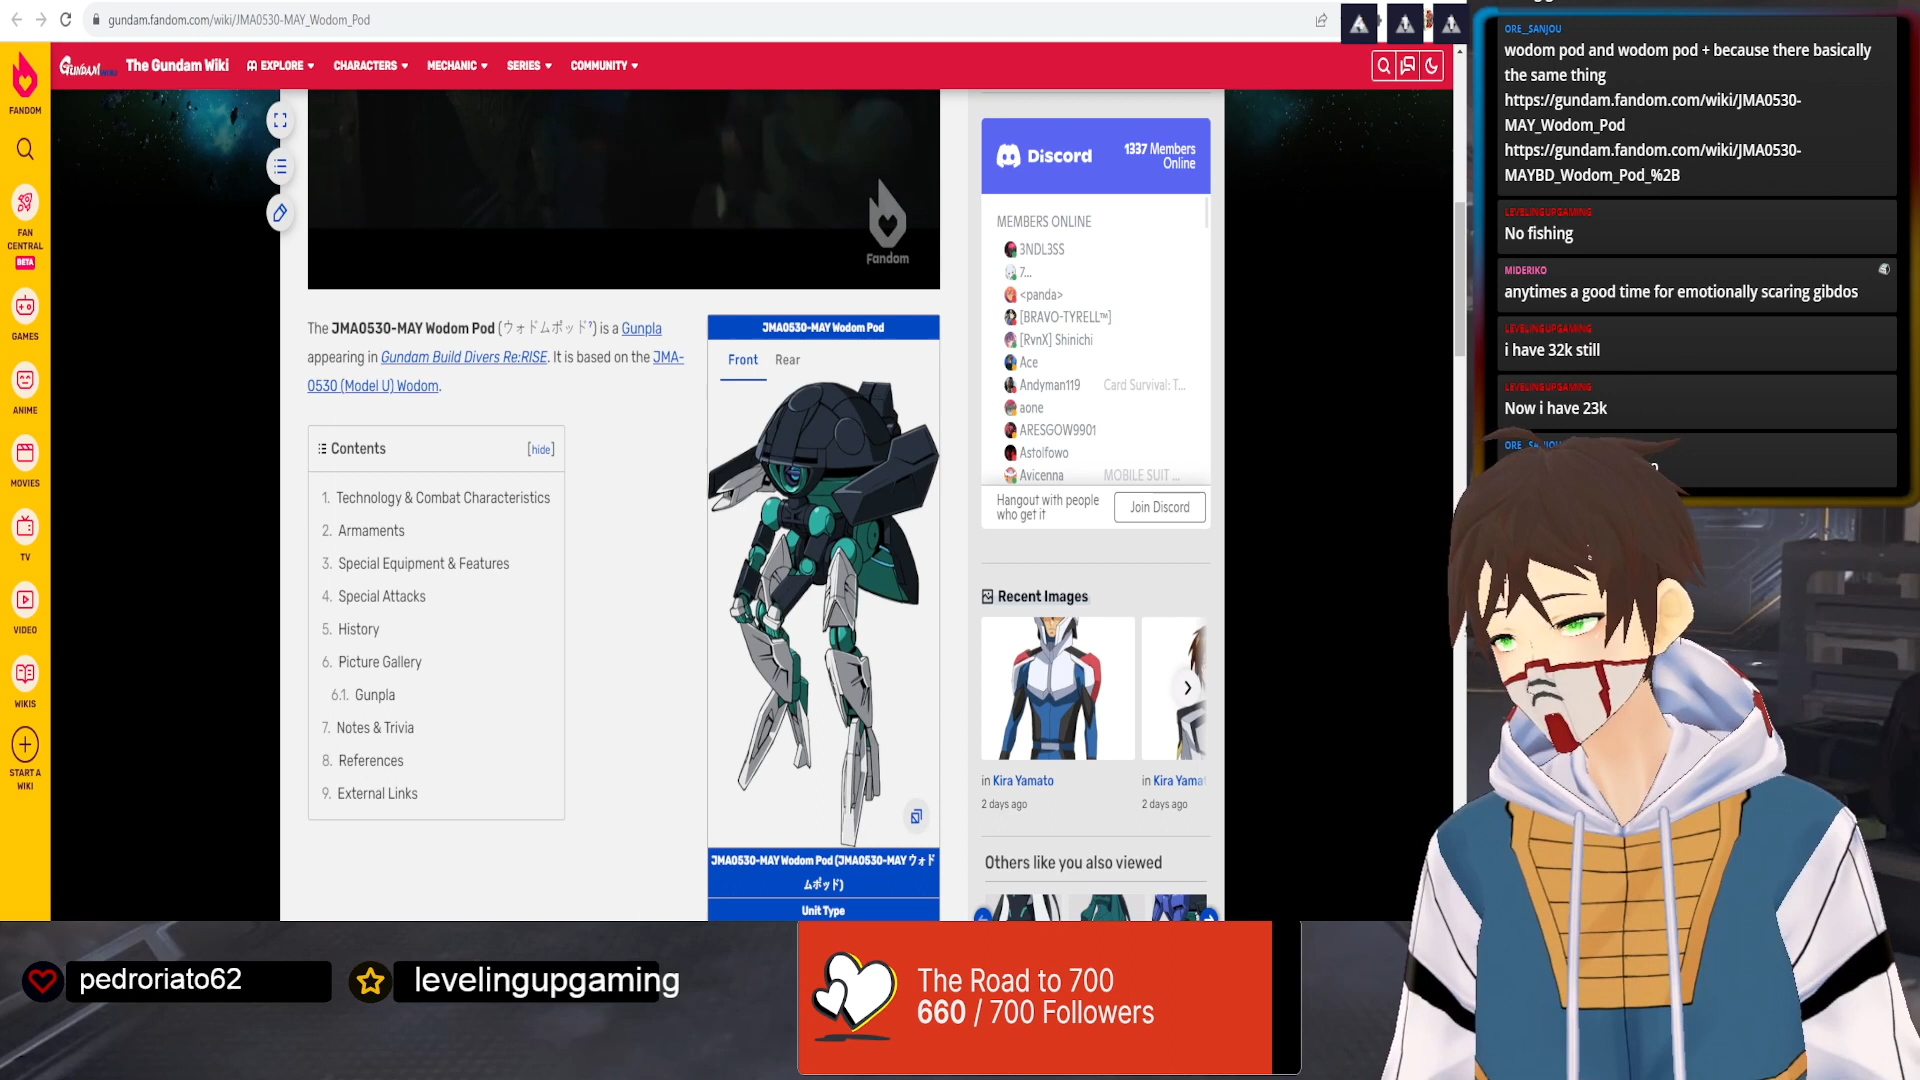 gundam.fandom.com/wiki/JMA0530-MAY_Wodom_Pod
FANDOM
FAN
CENTRAL
BETA
GAMES
ANIME
MOVIES
TV
VIDEO
WIKIS
START A
WIKI
GUNDAM
The Gundam Wiki
EXPLORE
CHARACTERS
MECHANIC
SERIES
COMMUNITY
Fandom
The JMA0530-MAY Wodom Pod (ウォドムポッド?) is a Gunpla
appearing in Gundam Build Divers Re:RISE. It is based on the JMA-
0530 (Model U) Wodom.
Contents [hide]
1. Technology & Combat Characteristics
2. Armaments
3. Special Equipment & Features
4. Special Attacks
5. History
6. Picture Gallery
6.1. Gunpla
7. Notes & Trivia
8. References
9. External Links
JMA0530-MAY Wodom Pod
Front Rear
JMA0530-MAY Wodom Pod (JMA0530-MAY ウォド
ムポッド)
Unit Type
Discord
1337 Members
Online
MEMBERS ONLINE
3NDL3SS
7...
<panda>
[BRAVO-TYRELL™]
[RvnX] Shinichi
Ace
Andyman119 Card Survival: T...
aone
ARESGOW9901
Astolfowo
Avicenna MOBILE SUIT ...
Hangout with people
who get it
Join Discord
Recent Images
in Kira Yamato
2 days ago
in Kira Yama
2 days ago
Others like you also viewed
ORE_SANJOU
wodom pod and wodom pod + because there basically
the same thing
https://gundam.fandom.com/wiki/JMA0530-
MAY_Wodom_Pod
https://gundam.fandom.com/wiki/JMA0530-
MAYBD_Wodom_Pod_%2B
LEVELINGUPGAMING
No fishing
MIDERIKO
anytimes a good time for emotionally scaring gibdos
LEVELINGUPGAMING
i have 32k still
LEVELINGUPGAMING
Now i have 23k
ORE_SANJOU
pedroriato62
levelingupgaming
The Road to 700
660 / 700 Followers